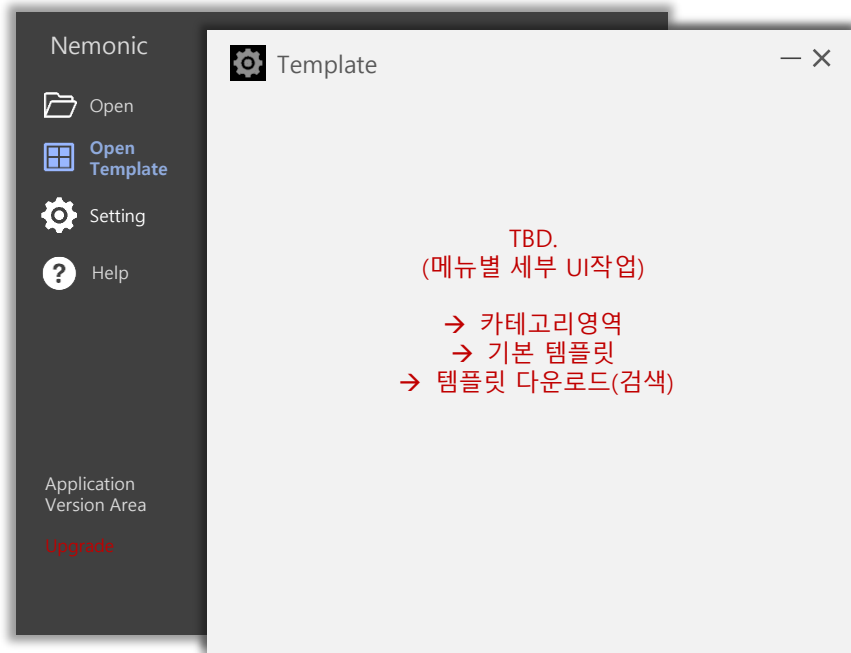 Nemonic
Open
Open
Template
Setting
Help
Application
Version Area
Upgrade
Template
TBD.
(메뉴별 세부 UI작업)
→ 카테고리영역
→ 기본 템플릿
→ 템플릿 다운로드(검색)